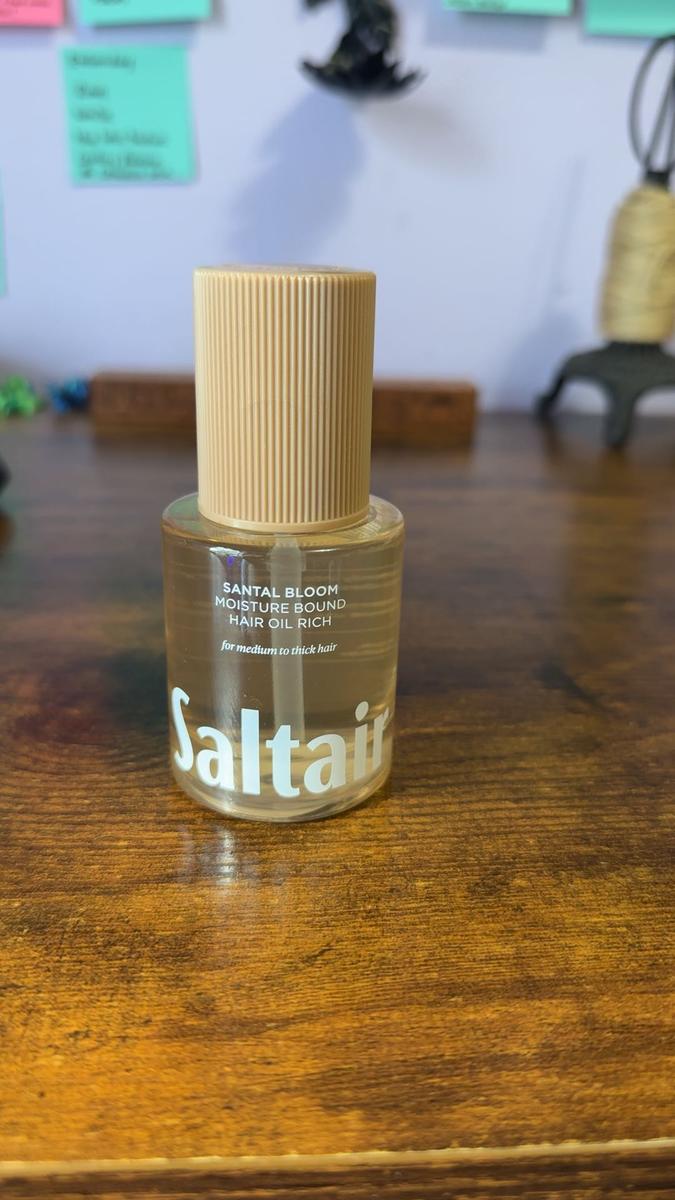 SANTAL BLOOM
MOISTURE BOUND
HAIR OIL RICH
for medium to thick hair
Saltair